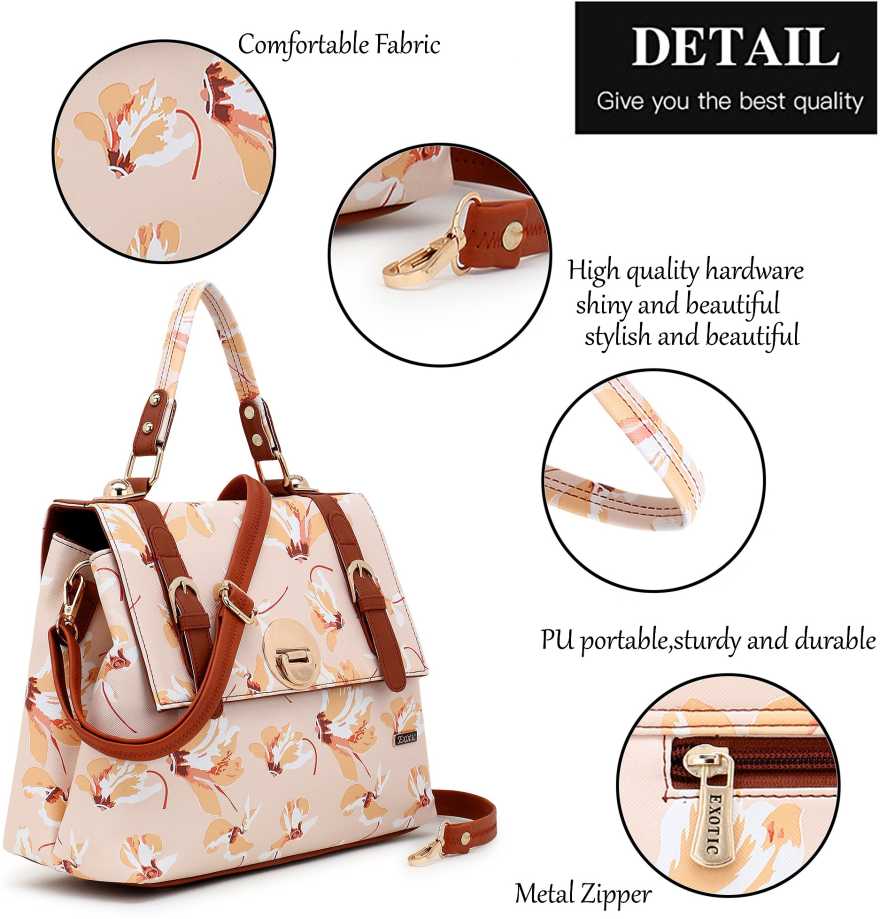 Comfortable Fabric
DETAIL
Give you the best quality
High quality hardware
shiny and beautiful
stylish and beautiful
PU portable,sturdy and durable
EXOTIC
EXOTIC
Metal Zipper